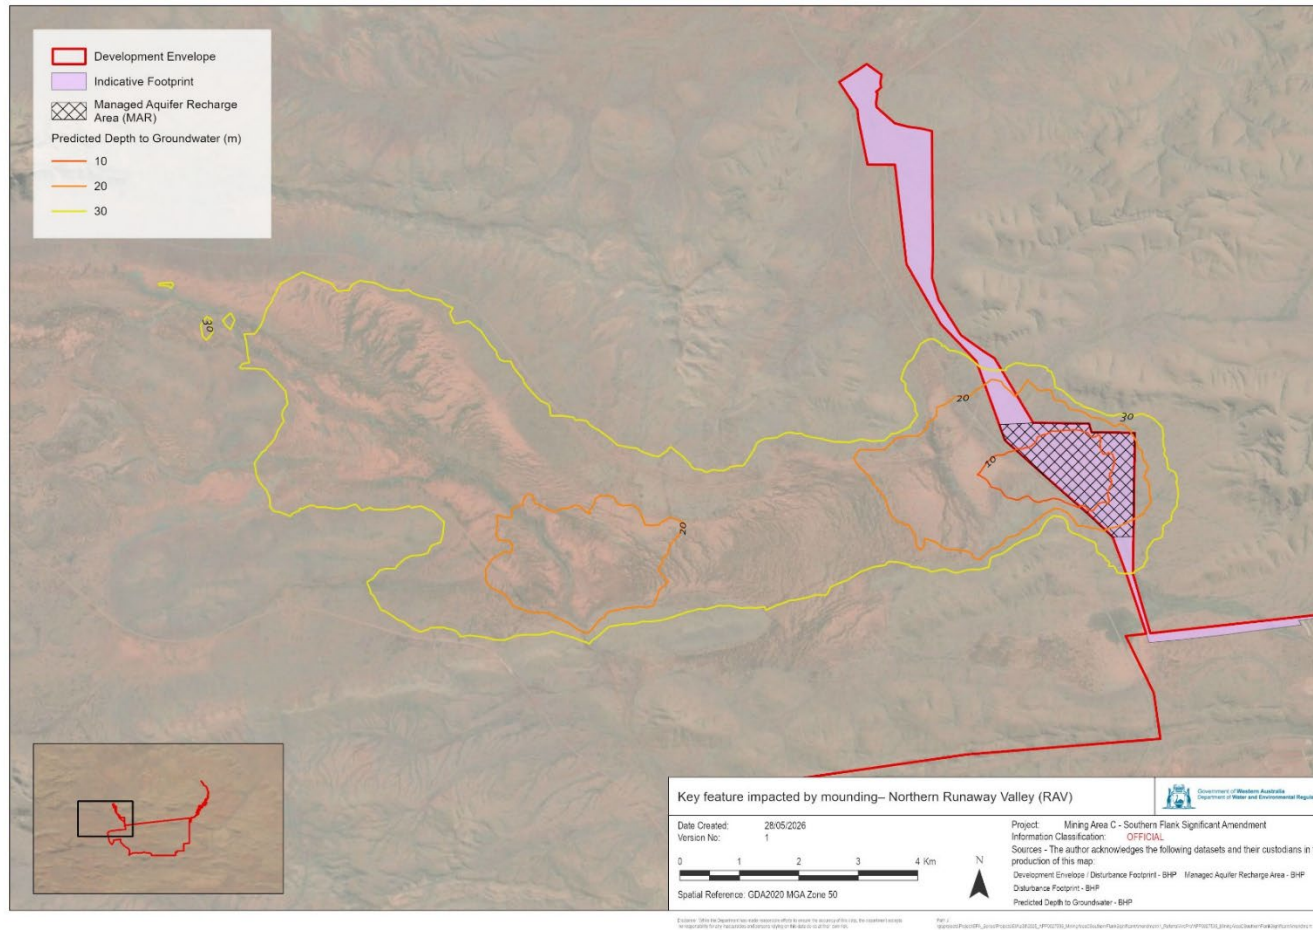 Development Envelope
Indicative Footprint
Managed Aquifer Recharge
Area (MAR)
Predicted Depth to Groundwater (m)
10
20
30
30
20
30
10
20
Key feature impacted by mounding– Northern Runaway Valley (RAV)
Government of Western Australia
Department of Water and Environmental Regula
Date Created: 28/05/2026
Version No: 1
0 1 2 3 4 Km
Spatial Reference: GDA2020 MGA Zone 50
N
Project: Mining Area C - Southern Flank Significant Amendment
Information Classification: OFFICIAL
Sources - The author acknowledges the following datasets and their custodians in
production of this map:
Development Envelope / Disturbance Footprint - BHP Managed Aquifer Recharge Area - BHP
Disturbance Footprint - BHP
Predicted Depth to Groundwater - BHP